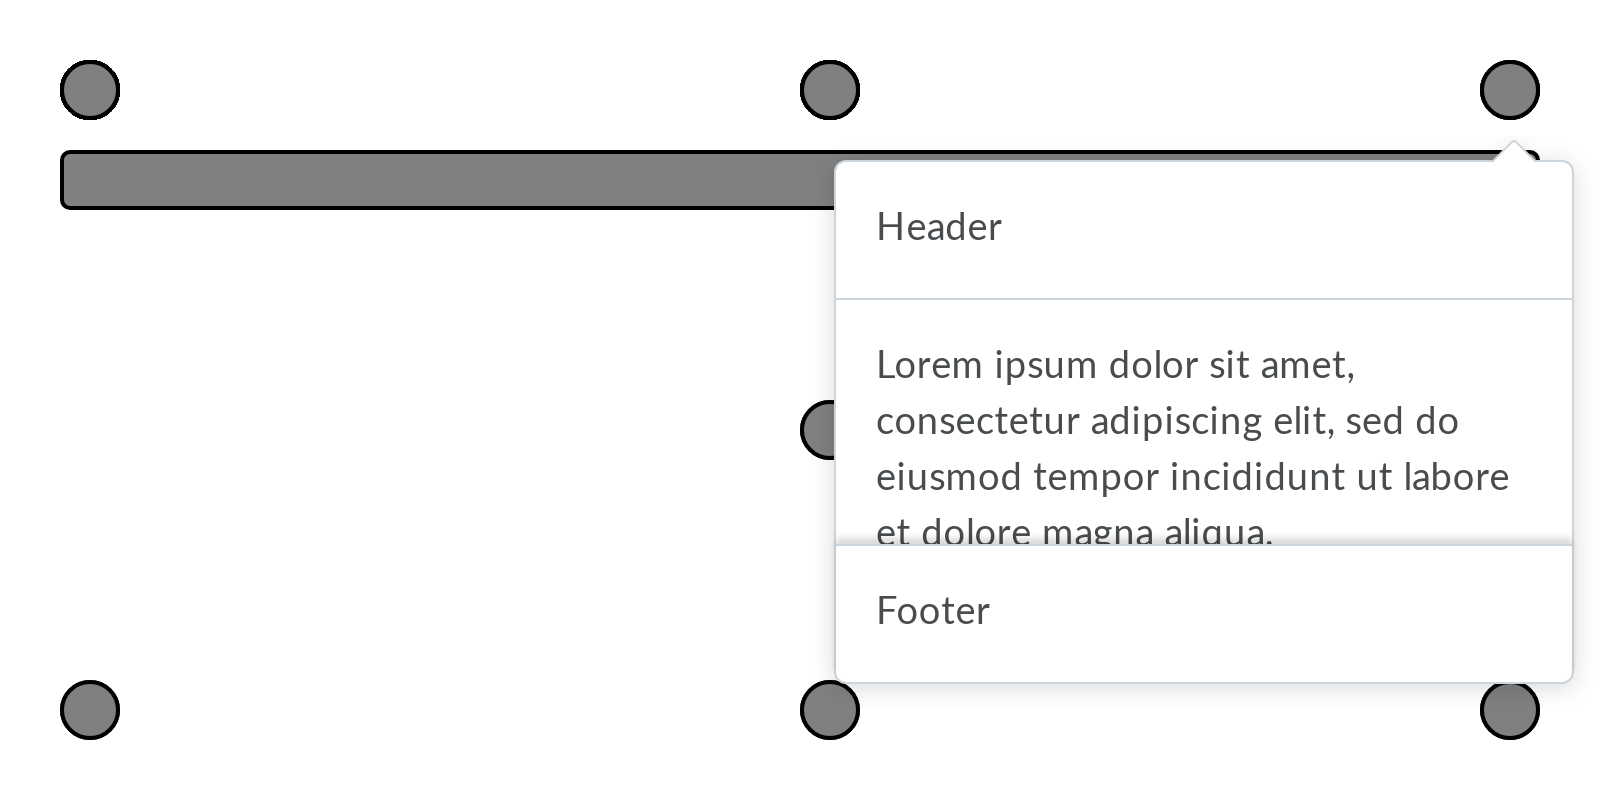 Header
Lorem ipsum dolor sit amet,
consectetur adipiscing elit, sed do
eiusmod tempor incididunt ut labore
et dolore magna aliqua.
Footer